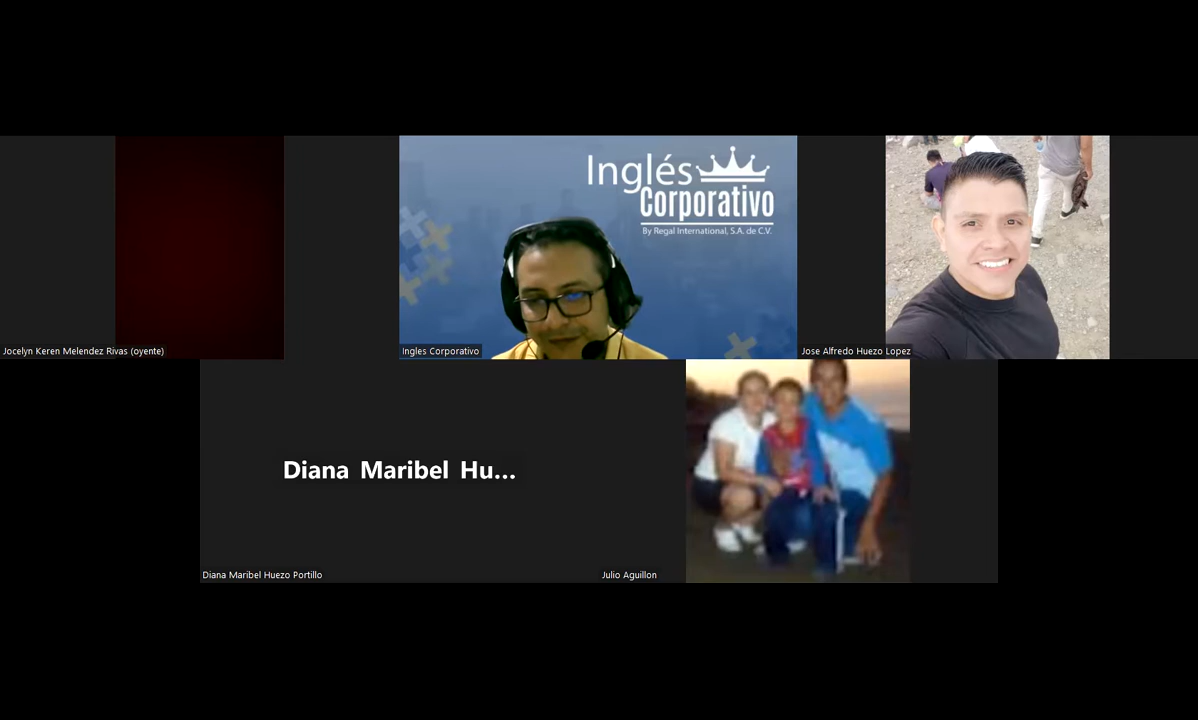 Inglés
Corporativo
By Regal International, S.A. de C.V.
Jocelyn Keren Melendez Rivas (oyente)
Ingles Corporativo
Jose Alfredo Huezo Lopez
Diana Maribel Hu...
Diana Maribel Huezo Portillo
Julio Aguillon